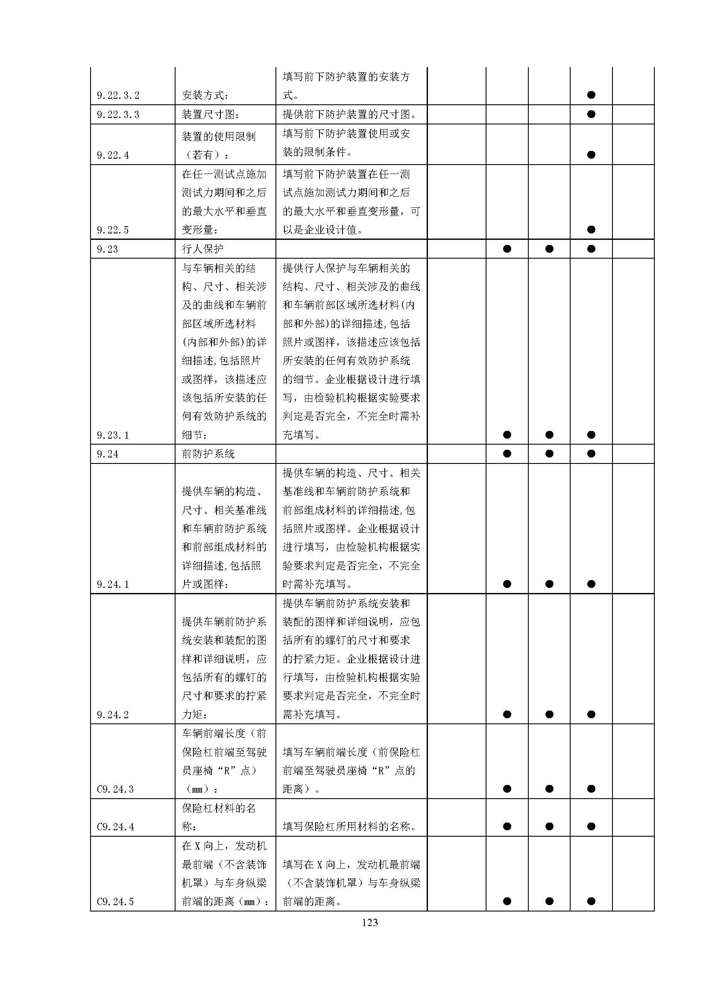 填写前下防护装置的安装方
9.22.3.2 安装方式： 式。 ●
9.22.3.3 装置尺寸图： 提供前下防护装置的尺寸图。 ●
装置的使用限制 填写前下防护装置使用或安
9.22.4 （若有）： 装的限制条件。 ●
在任一测试点施加 填写前下防护装置在任一测
测试力期间和之后 试点施加测试力期间和之后
的最大水平和垂直 的最大水平和垂直变形量，可
9.22.5 变形量： 以是企业设计值。 ●
9.23 行人保护 ● ● ●
与车辆相关的结 提供行人保护与车辆相关的
构、尺寸、相关涉 结构、尺寸、相关涉及的曲线
及的曲线和车辆前 和车辆前部区域所选材料(内
部区域所选材料 部和外部)的详细描述,包括
(内部和外部)的详 照片或图样，该描述应该包括
细描述,包括照片 所安装的任何有效防护系统
或图样，该描述应 的细节。企业根据设计进行填
该包括所安装的任 写，由检验机构根据实验要求
何有效防护系统的 判定是否完全，不完全时需补
9.23.1 细节： 充填写。 ● ● ●
9.24 前防护系统 ● ● ●
提供车辆的构造、尺寸、相关
提供车辆的构造、 基准线和车辆前防护系统和
尺寸、相关基准线 前部组成材料的详细描述,包
和车辆前防护系统 括照片或图样。企业根据设计
和前部组成材料的 进行填写，由检验机构根据实
详细描述,包括照 验要求判定是否完全，不完全
9.24.1 片或图样： 时需补充填写。 ● ● ●
提供车辆前防护系统安装和
提供车辆前防护系 装配的图样和详细说明，应包
统安装和装配的图 括所有的螺钉的尺寸和要求
样和详细说明，应 的拧紧力矩。企业根据设计进
包括所有的螺钉的 行填写，由检验机构根据实验
尺寸和要求的拧紧 要求判定是否完全，不完全时
9.24.2 力矩： 需补充填写。 ● ● ●
车辆前端长度（前
保险杠前端至驾驶 填写车辆前端长度（前保险杠
员座椅“R”点） 前端至驾驶员座椅“R”点的
C9.24.3 （mm）： 距离）。 ● ● ●
保险杠材料的名
C9.24.4 称： 填写保险杠所用材料的名称。 ● ● ●
在 X 向上，发动机
最前端（不含装饰 填写在 X 向上，发动机最前端
机罩）与车身纵梁 （不含装饰机罩）与车身纵梁
C9.24.5 前端的距离（mm）： 前端的距离。 ● ● ●
123